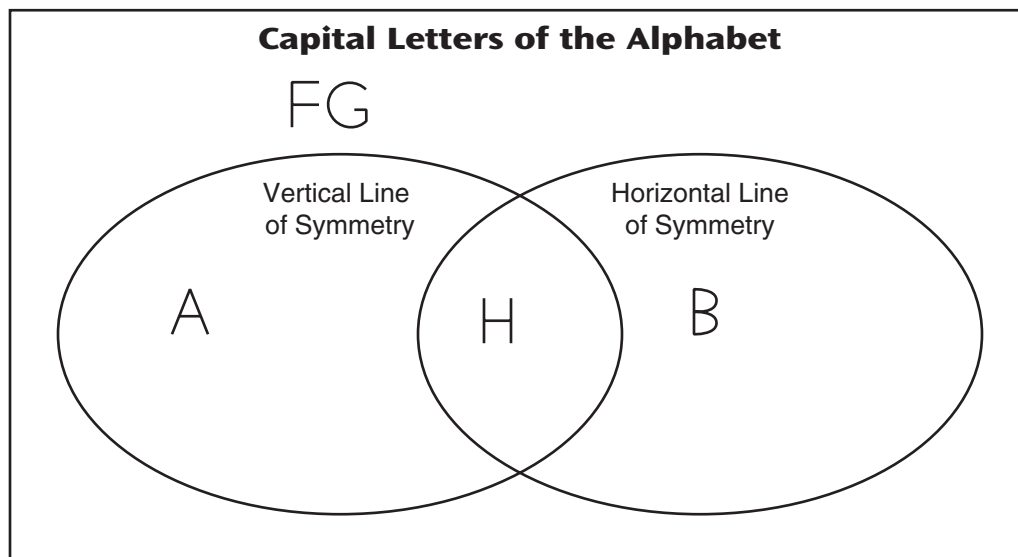 Capital Letters of the Alphabet
FG
Vertical Line
of Symmetry
Horizontal Line
of Symmetry
A
H
B